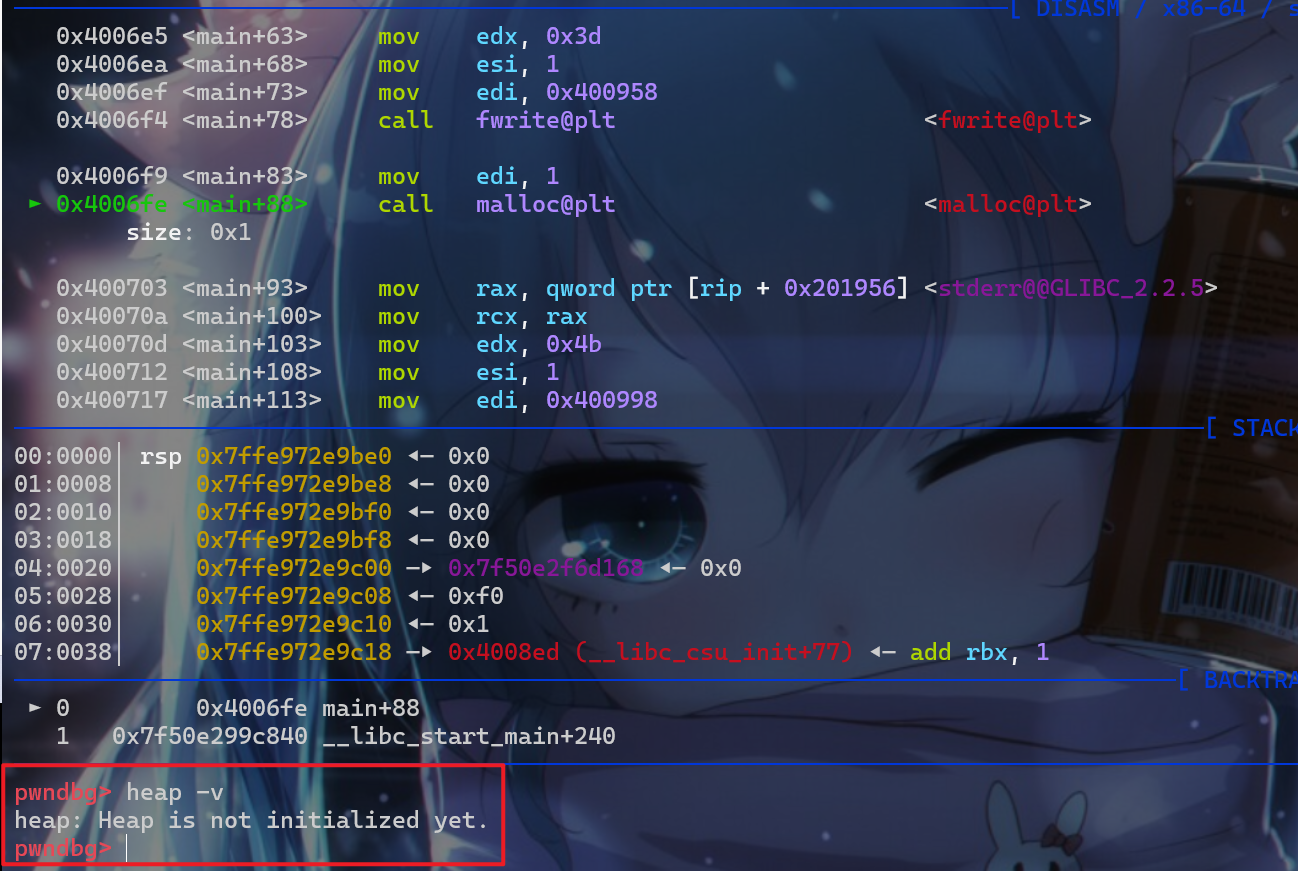 [ DISASM / x86-64 / s
0x4006e5 <main+63> mov edx, 0x3d
0x4006ea <main+68> mov esi, 1
0x4006ef <main+73> mov edi, 0x400958
0x4006f4 <main+78> call fwrite@plt <fwrite@plt>
0x4006f9 <main+83> mov edi, 1
► 0x4006fe <main+88> call malloc@plt <malloc@plt>
size: 0x1
0x400703 <main+93> mov rax, qword ptr [rip + 0x201956] <stderr@@GLIBC_2.2.5>
0x40070a <main+100> mov rcx, rax
0x40070d <main+103> mov edx, 0x4b
0x400712 <main+108> mov esi, 1
0x400717 <main+113> mov edi, 0x400998
[ STACK
00:0000│ rsp 0x7ffe972e9be0 ◂— 0x0
01:0008│ 0x7ffe972e9be8 ◂— 0x0
02:0010│ 0x7ffe972e9bf0 ◂— 0x0
03:0018│ 0x7ffe972e9bf8 ◂— 0x0
04:0020│ 0x7ffe972e9c00 —▸ 0x7f50e2f6d168 ◂— 0x0
05:0028│ 0x7ffe972e9c08 ◂— 0xf0
06:0030│ 0x7ffe972e9c10 ◂— 0x1
07:0038│ 0x7ffe972e9c18 —▸ 0x4008ed (__libc_csu_init+77) ◂— add rbx, 1
[ BACKTRA
► 0 0x4006fe main+88
1 0x7f50e299c840 __libc_start_main+240
pwndbg> heap -v
heap: Heap is not initialized yet.
pwndbg>